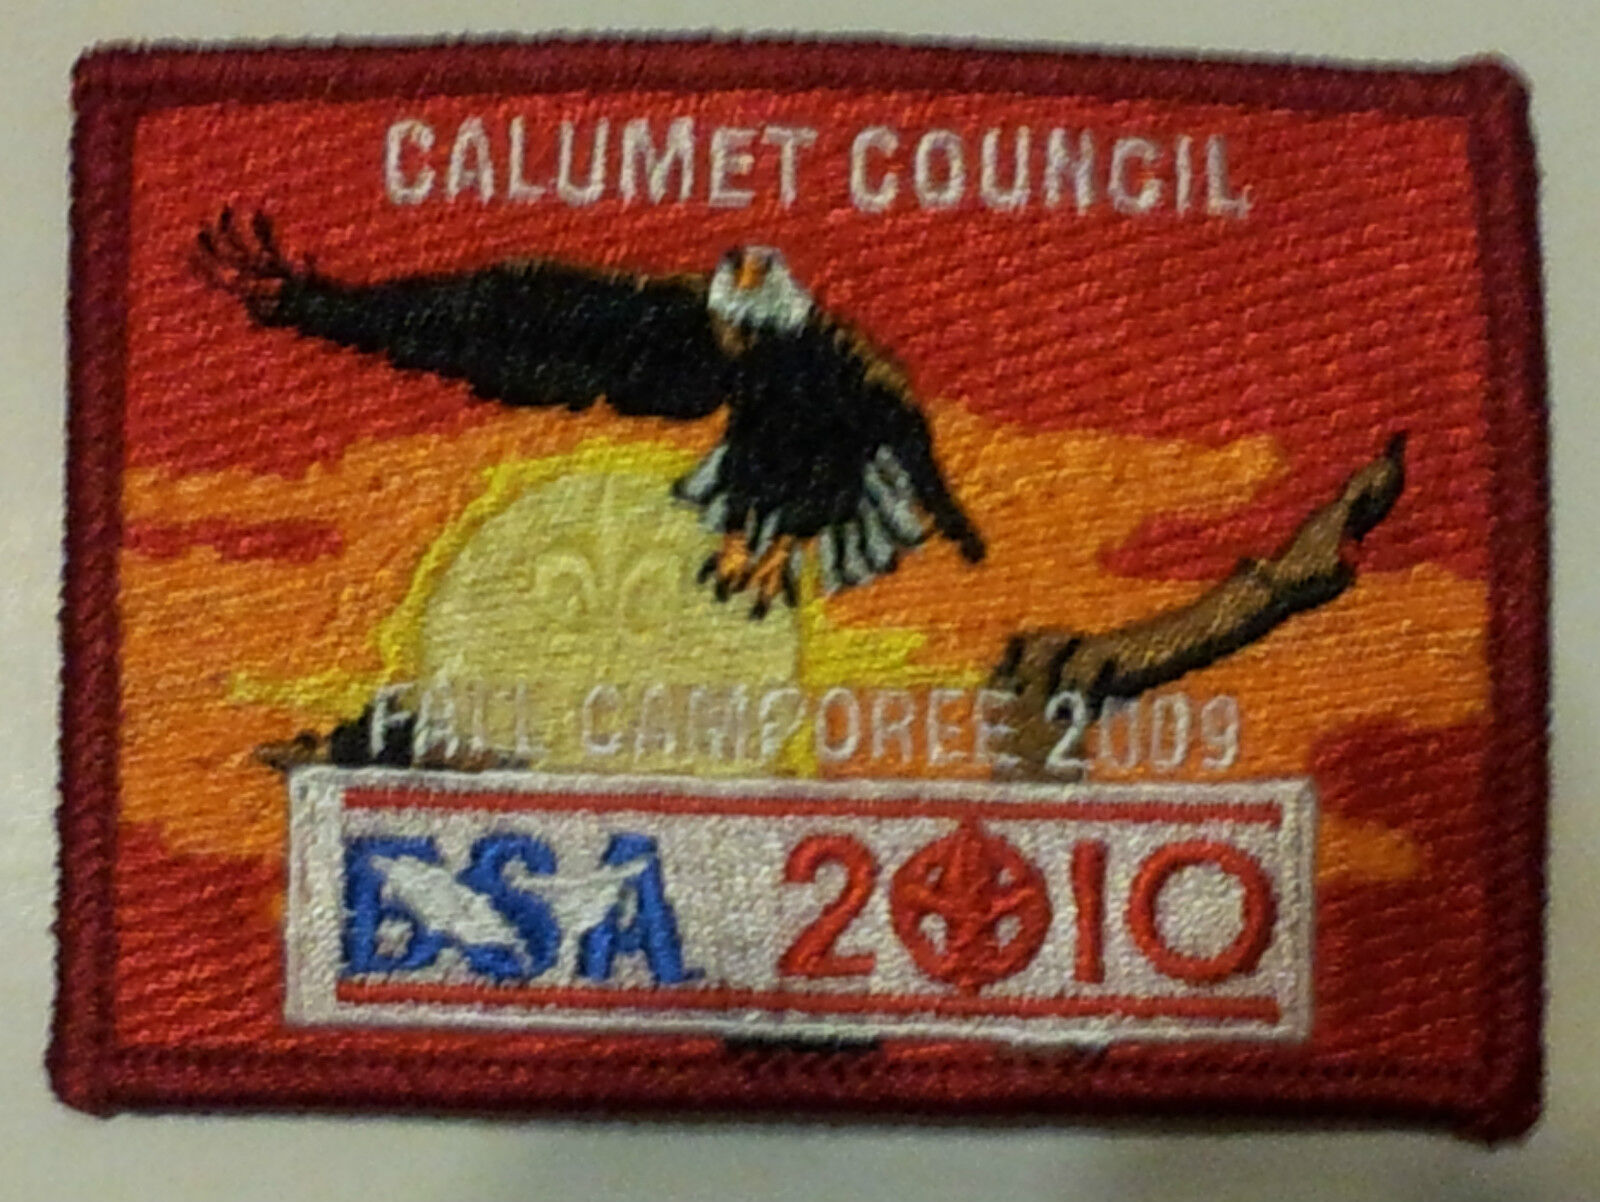 CALUMET COUNCIL
FALL CAMPOREE 2009
BSA 2010